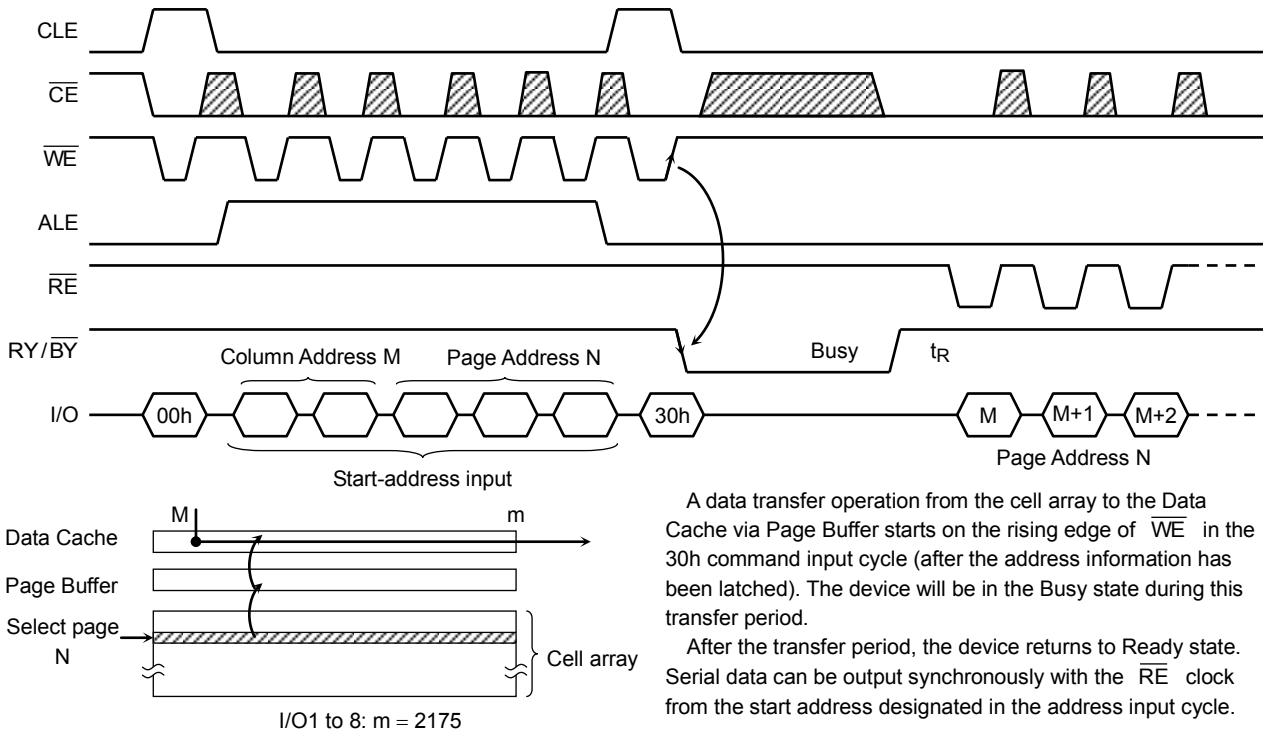 CLE
CE
WE
ALE
RE
RY/BY
Column Address M
Page Address N
Busy
tR
I/O
00h
30h
M
M+1
M+2
Start-address input
Page Address N
M
m
Data Cache
Page Buffer
Select page
N
Cell array
I/O1 to 8: m = 2175
A data transfer operation from the cell array to the Data
Cache via Page Buffer starts on the rising edge of WE in the
30h command input cycle (after the address information has
been latched). The device will be in the Busy state during this
transfer period.
After the transfer period, the device returns to Ready state.
Serial data can be output synchronously with the RE clock
from the start address designated in the address input cycle.